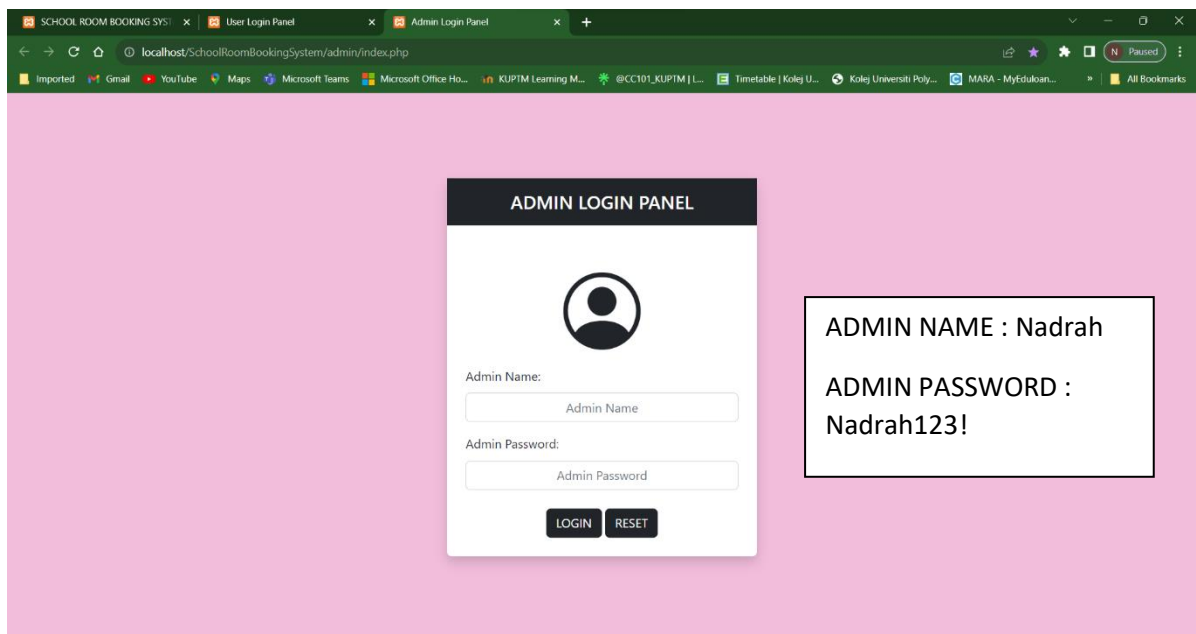 SCHOOL ROOM BOOKING SYST
User Login Panel
Admin Login Panel
localhost/SchoolRoomBookingSystem/admin/index.php
N Paused
Imported
Gmail
YouTube
Maps
Microsoft Teams
Microsoft Office Ho...
KUPTM Learning M...
@CC101_KUPTM | L...
Timetable | Kolej U...
Kolej Universiti Poly...
MARA - MyEduloan...
»
All Bookmarks
ADMIN LOGIN PANEL
Admin Name:
Admin Name
Admin Password:
Admin Password
LOGIN
RESET
ADMIN NAME : Nadrah
ADMIN PASSWORD :
Nadrah123!